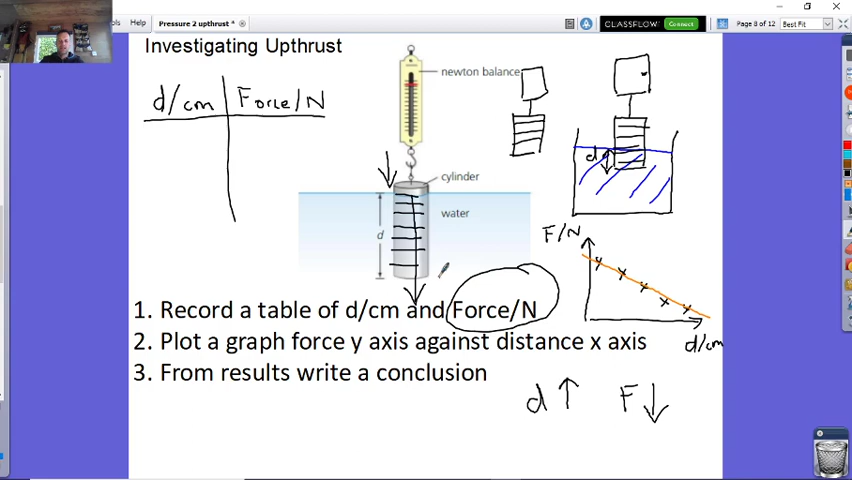 Pressure 2 upthrust *
ools
Help
CLASSFLOW
Connect
Page 8 of 12
Best Fit
Investigating Upthrust
d/cm
Force/N
newton balance
cylinder
water
d
d
F/N
d/cm
1. Record a table of d/cm and Force/N
2. Plot a graph force y axis against distance x axis
3. From results write a conclusion
d ↑ F ↓